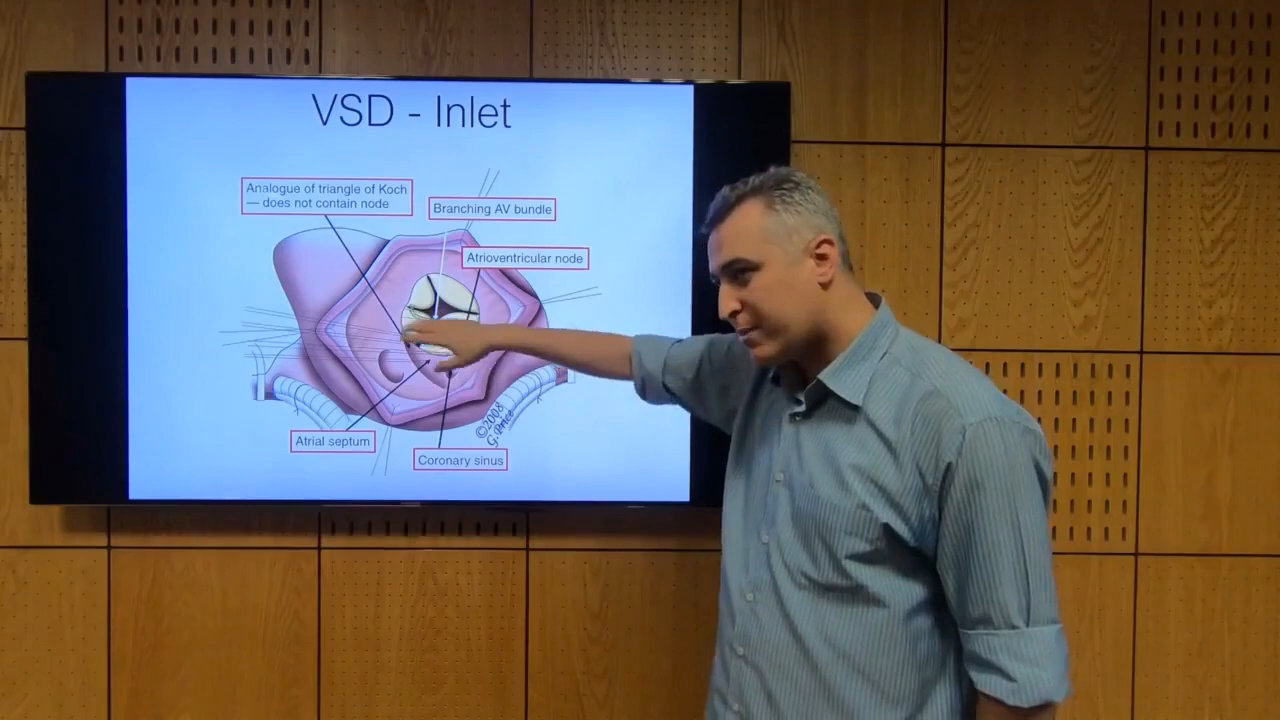 VSD - Inlet
Analogue of triangle of Koch
— does not contain node
Branching AV bundle
Atrioventricular node
Atrial septum
Coronary sinus
©2008
G. Price